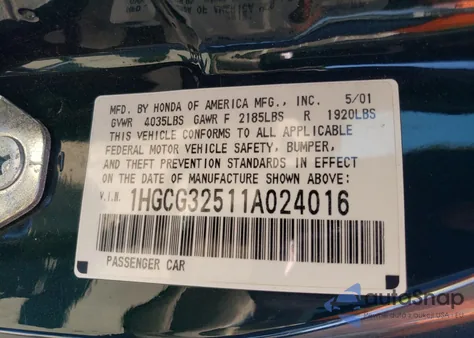 MFD. BY HONDA OF AMERICA MFG., INC. 5/01
GVWR 4035LBS GAWR F 2185LBS R 1920LBS
THIS VEHICLE CONFORMS TO ALL APPLICABLE
FEDERAL MOTOR VEHICLE SAFETY, BUMPER,
AND THEFT PREVENTION STANDARDS IN EFFECT
ON THE DATE OF MANUFACTURE SHOWN ABOVE:
V.I.N. 1HGCG32511A024016
PASSENGER CAR
autoShap